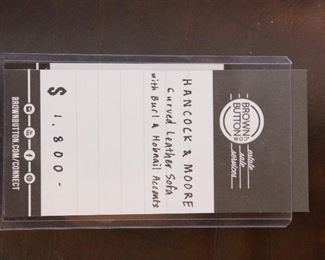 BROWN
BUTTON
estate
sale
services
HANCOCK & MOORE
Curved Leather Sofa
with Burl & Hobnail Accents
$ 1,800-
BROWNBUTTON.COM/CONNECT